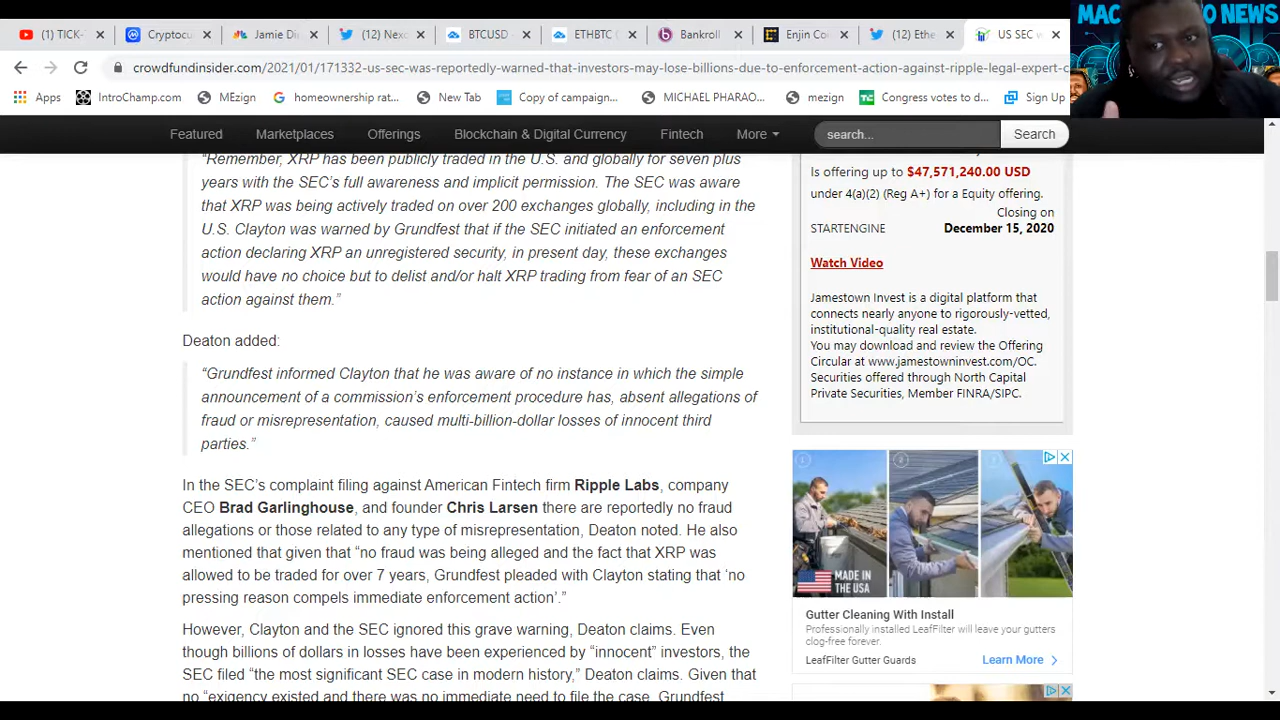 MAC
O NEWS
(1) TICK-
Cryptocu
Jamie Di
(12) Nexo
BTCUSD
ETHBTC (
Bankroll
Enjin Coi
(12) Ethe
US SEC w
crowdfundinsider.com/2021/01/171332-us-sec-was-reportedly-warned-that-investors-may-lose-billions-due-to-enforcement-action-against-ripple-legal-expert-c
Apps
IntroChamp.com
MEzign
homeownership rat...
New Tab
Copy of campaign...
MICHAEL PHARAO...
mezign
Congress votes to d...
Sign Up
Featured
Marketplaces
Offerings
Blockchain & Digital Currency
Fintech
More
search...
Search
“Remember, XRP has been publicly traded in the U.S. and globally for seven plus
years with the SEC’s full awareness and implicit permission. The SEC was aware
that XRP was being actively traded on over 200 exchanges globally, including in the
U.S. Clayton was warned by Grundfest that if the SEC initiated an enforcement
action declaring XRP an unregistered security, in present day, these exchanges
would have no choice but to delist and/or halt XRP trading from fear of an SEC
action against them.”
Deaton added:
“Grundfest informed Clayton that he was aware of no instance in which the simple
announcement of a commission’s enforcement procedure has, absent allegations of
fraud or misrepresentation, caused multi-billion-dollar losses of innocent third
parties.”
In the SEC’s complaint filing against American Fintech firm Ripple Labs, company
CEO Brad Garlinghouse, and founder Chris Larsen there are reportedly no fraud
allegations or those related to any type of misrepresentation, Deaton noted. He also
mentioned that given that “no fraud was being alleged and the fact that XRP was
allowed to be traded for over 7 years, Grundfest pleaded with Clayton stating that ‘no
pressing reason compels immediate enforcement action’.”
However, Clayton and the SEC ignored this grave warning, Deaton claims. Even
though billions of dollars in losses have been experienced by “innocent” investors, the
SEC filed “the most significant SEC case in modern history,” Deaton claims. Given that
no “exigency existed and there was no immediate need to file the case, Grundfest
Is offering up to $47,571,240.00 USD
under 4(a)(2) (Reg A+) for a Equity offering.
Closing on
STARTENGINE
December 15, 2020
Watch Video
Jamestown Invest is a digital platform that
connects nearly anyone to rigorously-vetted,
institutional-quality real estate.
You may download and review the Offering
Circular at www.jamestowninvest.com/OC.
Securities offered through North Capital
Private Securities, Member FINRA/SIPC.
1
2
3
MADE IN
THE USA
Gutter Cleaning With Install
Professionally installed LeafFilter will leave your gutters
clog-free forever.
LeafFilter Gutter Guards
Learn More